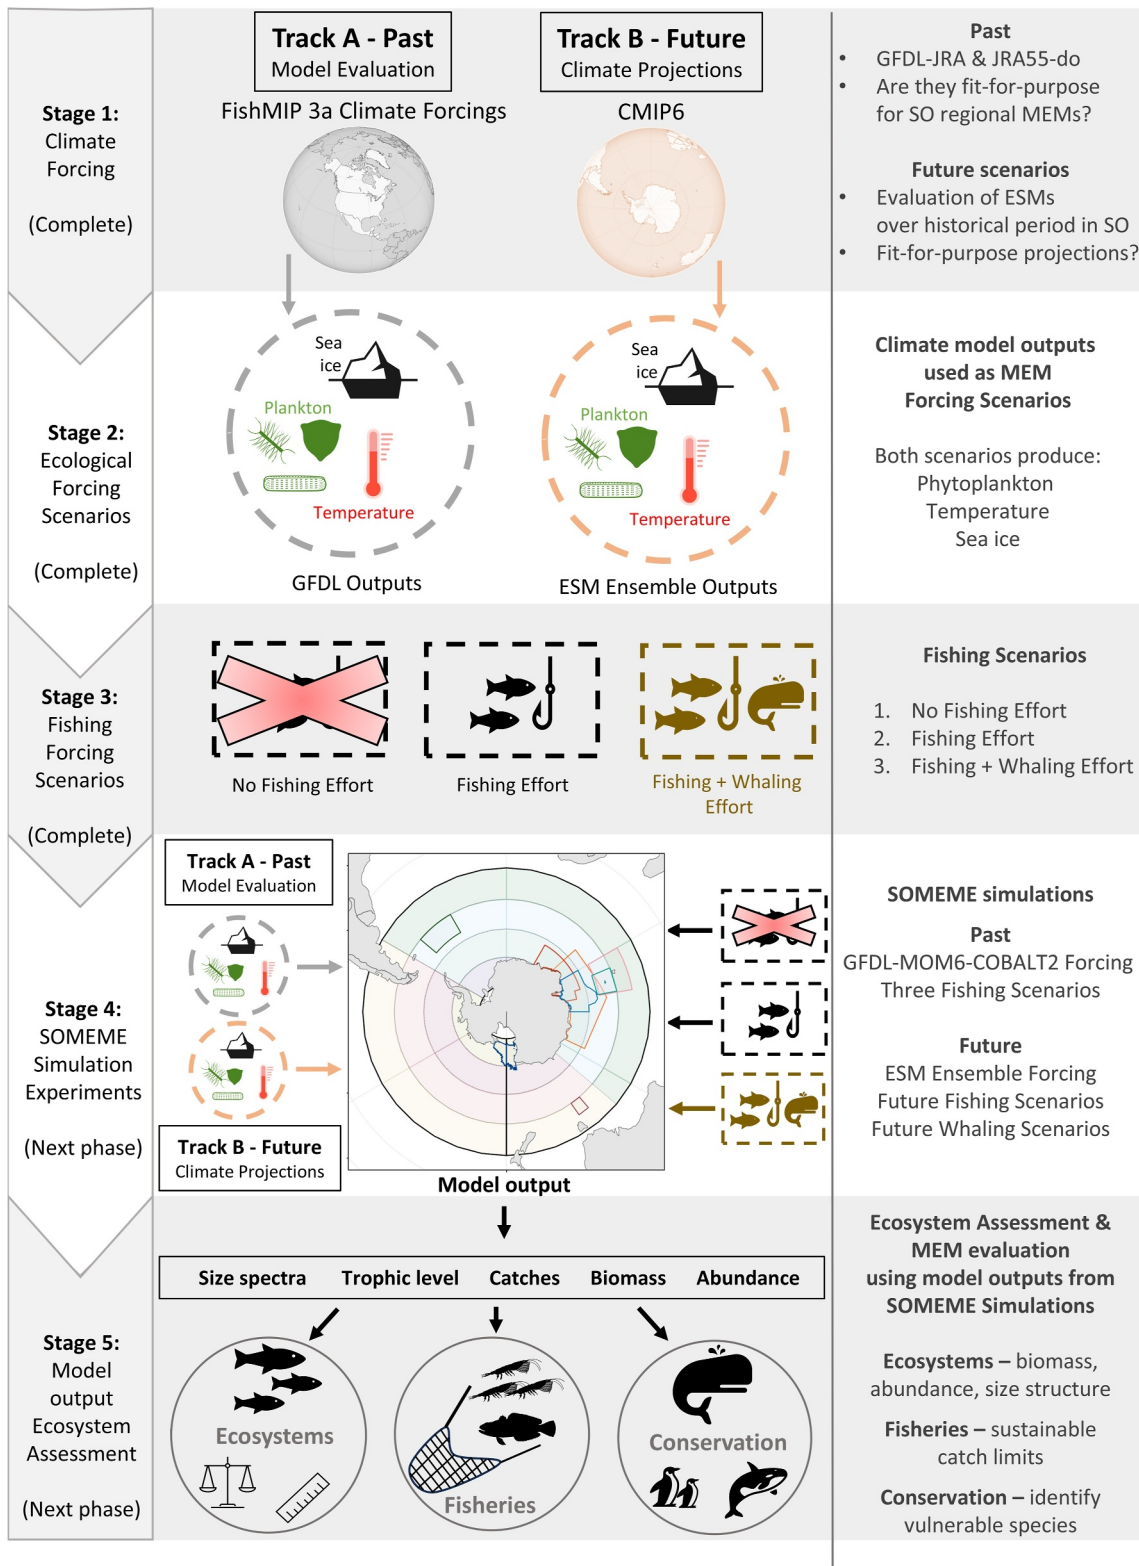 Stage 1:
Climate
Forcing
(Complete)
Track A - Past
Model Evaluation
FishMIP 3a Climate Forcings
Track B - Future
Climate Projections
CMIP6
Past
• GFDL-JRA & JRA55-do
• Are they fit-for-purpose
for SO regional MEMs?
Future scenarios
• Evaluation of ESMs
over historical period in SO
• Fit-for-purpose projections?
Stage 2:
Ecological
Forcing
Scenarios
(Complete)
Sea
ice
Plankton
Temperature
GFDL Outputs
Sea
ice
Plankton
Temperature
ESM Ensemble Outputs
Climate model outputs
used as MEM
Forcing Scenarios
Both scenarios produce:
Phytoplankton
Temperature
Sea ice
Stage 3:
Fishing
Forcing
Scenarios
(Complete)
No Fishing Effort
Fishing Effort
Fishing + Whaling
Effort
Fishing Scenarios
1. No Fishing Effort
2. Fishing Effort
3. Fishing + Whaling Effort
Stage 4:
SOMEME
Simulation
Experiments
(Next phase)
Track A - Past
Model Evaluation
Track B - Future
Climate Projections
Model output
SOMEME simulations
Past
GFDL-MOM6-COBALT2 Forcing
Three Fishing Scenarios
Future
ESM Ensemble Forcing
Future Fishing Scenarios
Future Whaling Scenarios
Stage 5:
Model
output
Ecosystem
Assessment
(Next phase)
Size spectra Trophic level Catches Biomass Abundance
Ecosystems
Fisheries
Conservation
Ecosystem Assessment &
MEM evaluation
using model outputs from
SOMEME Simulations
Ecosystems – biomass,
abundance, size structure
Fisheries – sustainable
catch limits
Conservation – identify
vulnerable species